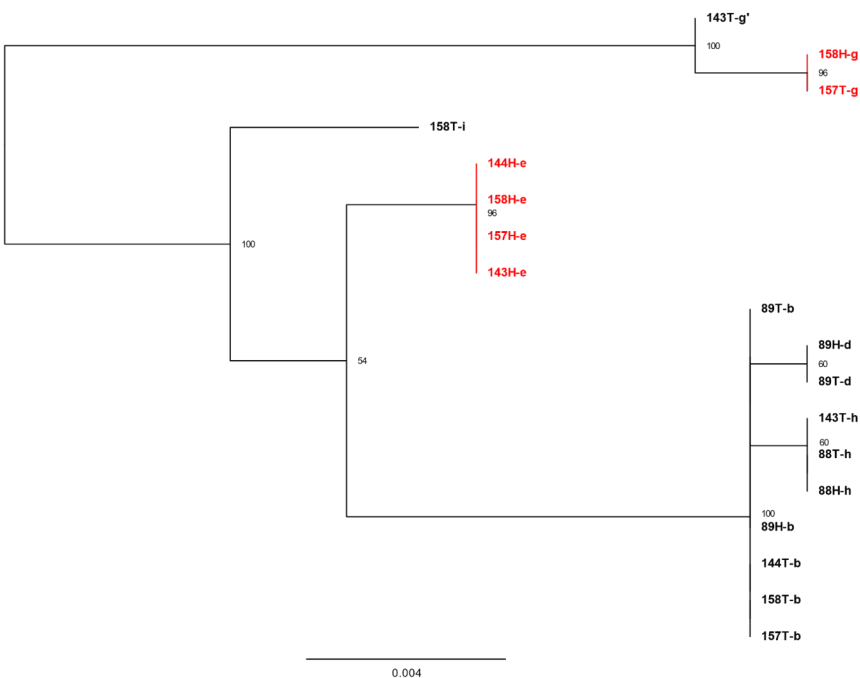 143T-g'
100
158H-g
96
157T-g
158T-i
144H-e
158H-e
96
157H-e
100
143H-e
89T-b
89H-d
54
60
89T-d
143T-h
60
88T-h
88H-h
100
89H-b
144T-b
158T-b
157T-b
0.004